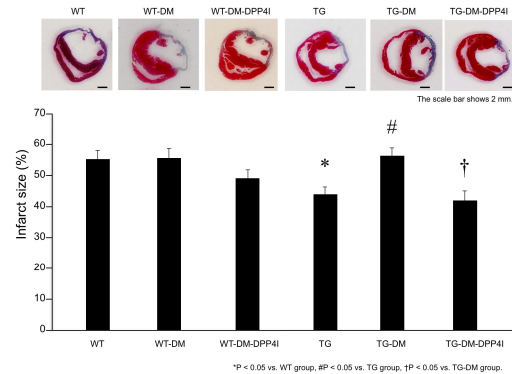 WT WT-DM WT-DM-DPP4I TG TG-DM TG-DM-DPP4I
The scale bar shows 2 mm.
70
60
50
40
30
20
10
0
Infarct size (%)
* # †
WT WT-DM WT-DM-DPP4I TG TG-DM TG-DM-DPP4I
*P < 0.05 vs. WT group, #P < 0.05 vs. TG group, †P < 0.05 vs. TG-DM group.